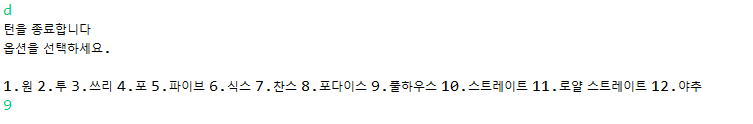 d
턴을 종료합니다
옵션을 선택하세요.
1.원 2.투 3.쓰리 4.포 5.파이브 6.식스 7.찬스 8.포다이스 9.풀하우스 10.스트레이트 11.로얄 스트레이트 12.야추
9